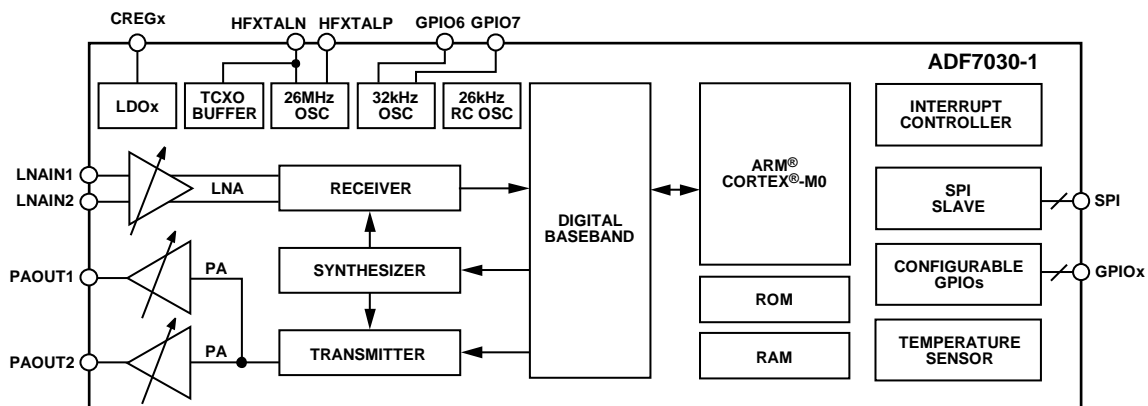 CREGx
HFXTALN HFXTALP
GPIO6 GPIO7
ADF7030-1
LDOx
TCXO
BUFFER
26MHz
OSC
32kHz
OSC
26kHz
RC OSC
INTERRUPT
CONTROLLER
LNAIN1
LNAIN2
LNA
RECEIVER
DIGITAL
BASEBAND
ARM®
CORTEX®-M0
SPI
SLAVE
SPI
PAOUT1
PA
SYNTHESIZER
CONFIGURABLE
GPIOs
GPIOx
ROM
PAOUT2
PA
TRANSMITTER
RAM
TEMPERATURE
SENSOR